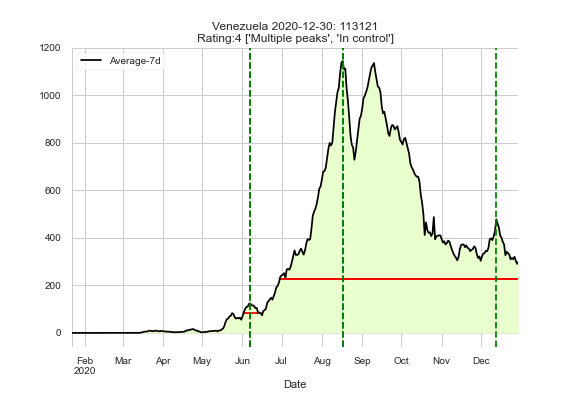 Venezuela 2020-12-30: 113121
Rating:4 ['Multiple peaks', 'In control']
Average-7d
1200
1000
800
600
400
200
0
Feb Mar Apr May Jun Jul Aug Sep Oct Nov Dec
2020
Date